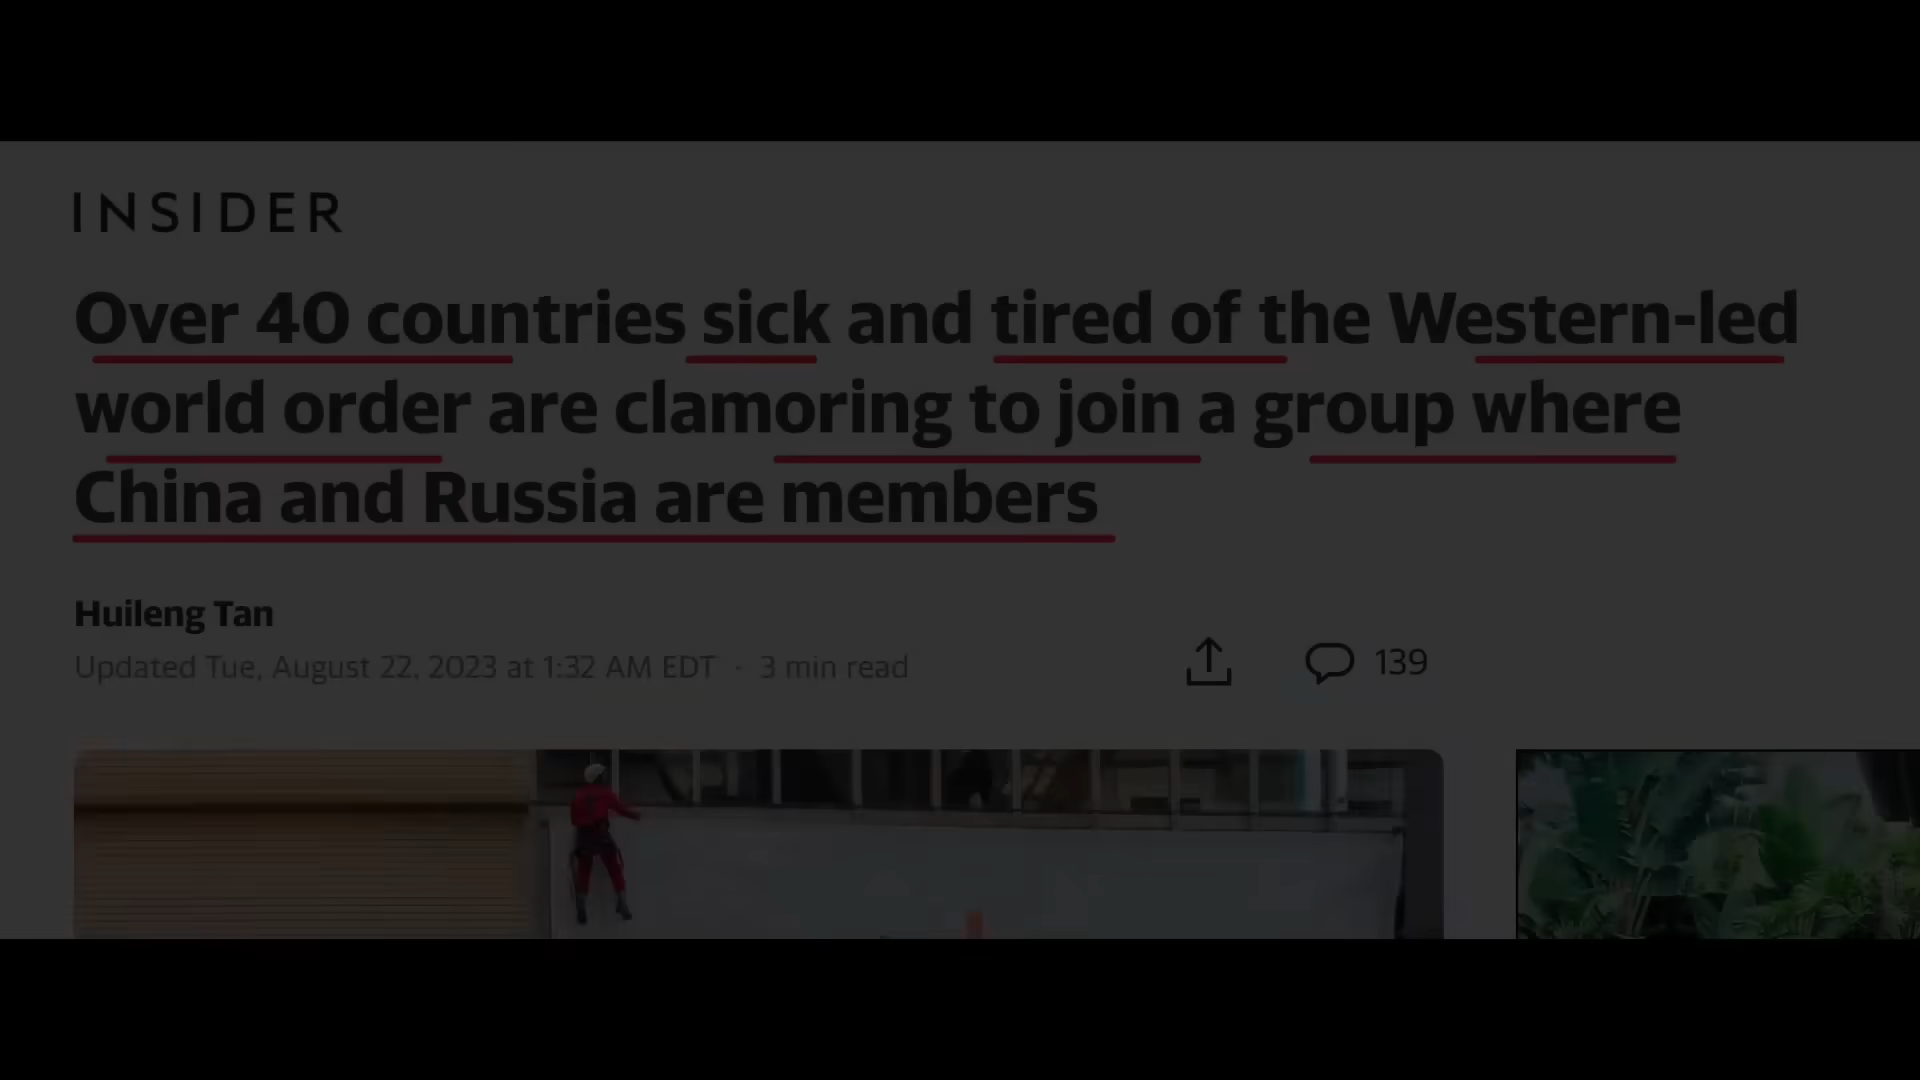 INSIDER
Over 40 countries sick and tired of the Western-led
world order are clamoring to join a group where
China and Russia are members
Huileng Tan
Updated Tue, August 22, 2023 at 1:32 AM EDT · 3 min read
139